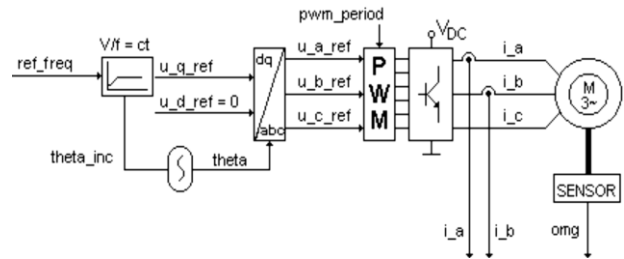 pwm_period
V/f = ct
V_DC
ref_freq
u_q_ref
dq
u_a_ref
i_a
u_d_ref = 0
u_b_ref
PWM
i_b
M
3~
abc
u_c_ref
i_c
theta_inc
∫
theta
SENSOR
i_a
i_b
omg